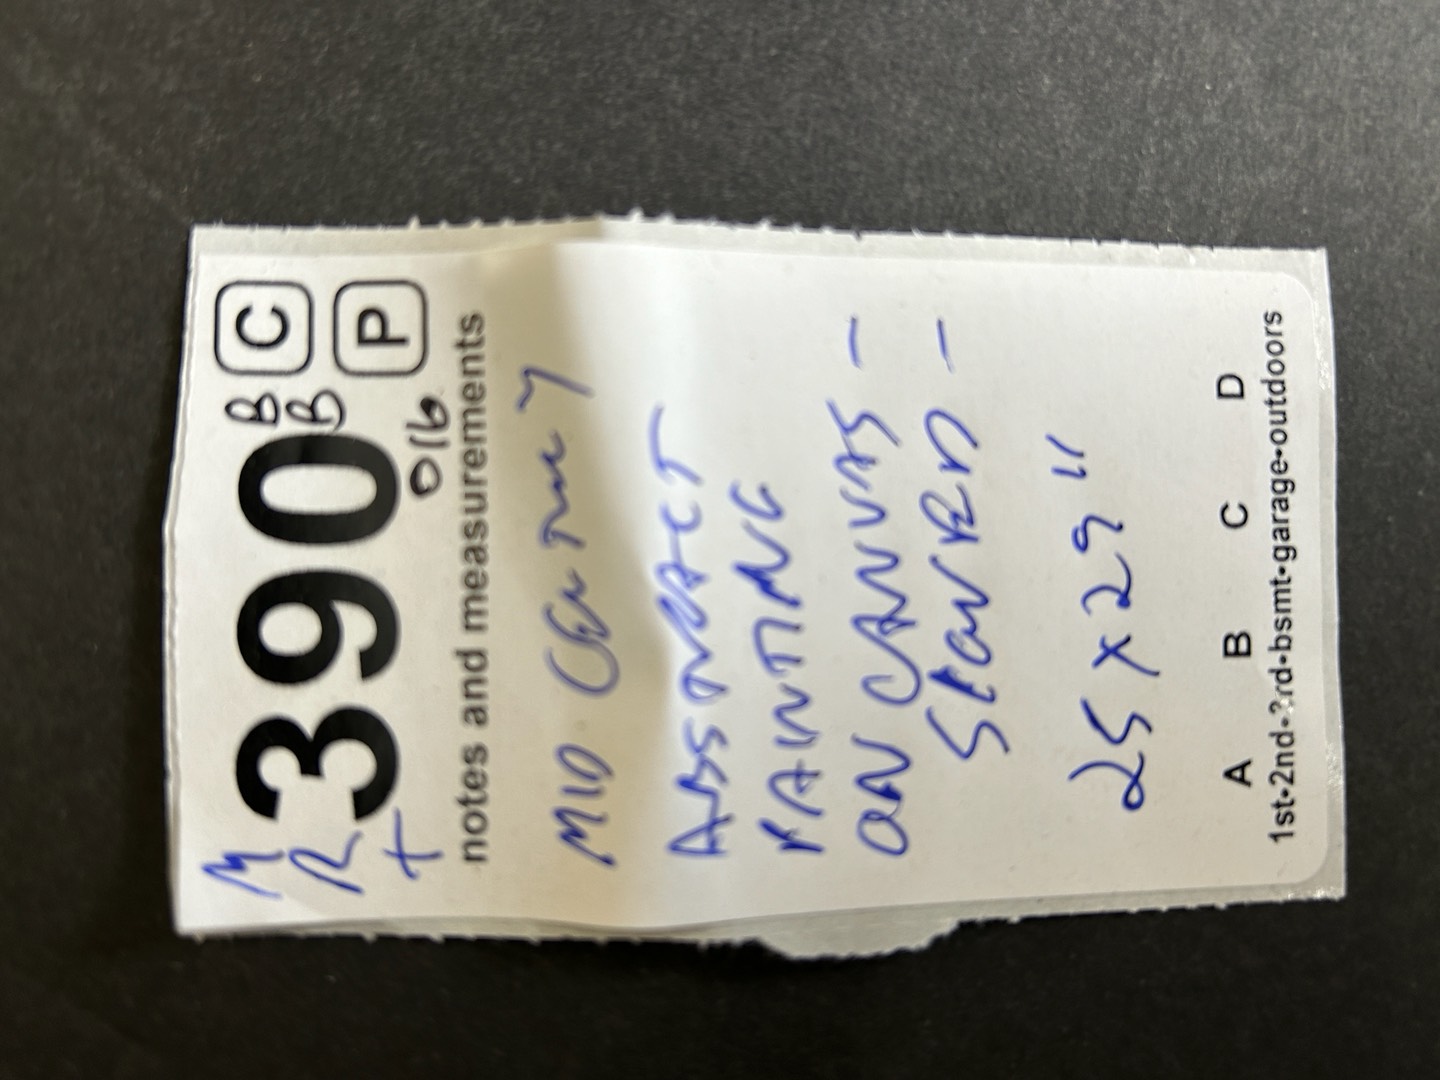 M
R
T
390
B
B
C
P
016
notes and measurements
MID CENTURY
ABSTRACT
PAINTING
ON CANVAS -
SIGNED -
25 x 29"
A B C D
1st•2nd•3rd•bsmt•garage•outdoors